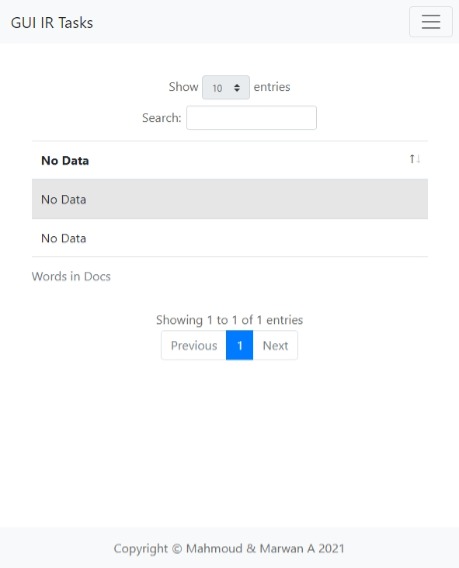 GUI IR Tasks
Show 10 entries
Search:
No Data
No Data
No Data
Words in Docs
Showing 1 to 1 of 1 entries
Previous 1 Next
Copyright © Mahmoud & Marwan A 2021